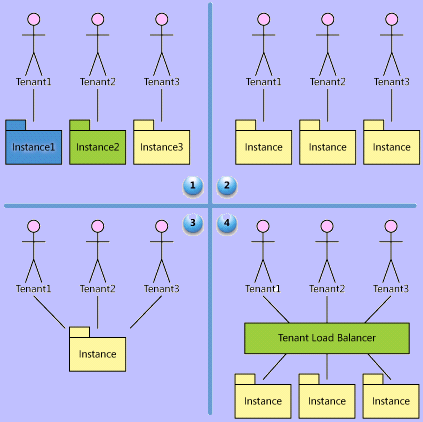 Tenant1 Tenant2 Tenant3
Instance1 Instance2 Instance3
1
Tenant1 Tenant2 Tenant3
Instance Instance Instance
2
3
Tenant1 Tenant2 Tenant3
Instance
4
Tenant1 Tenant2 Tenant3
Tenant Load Balancer
Instance Instance Instance